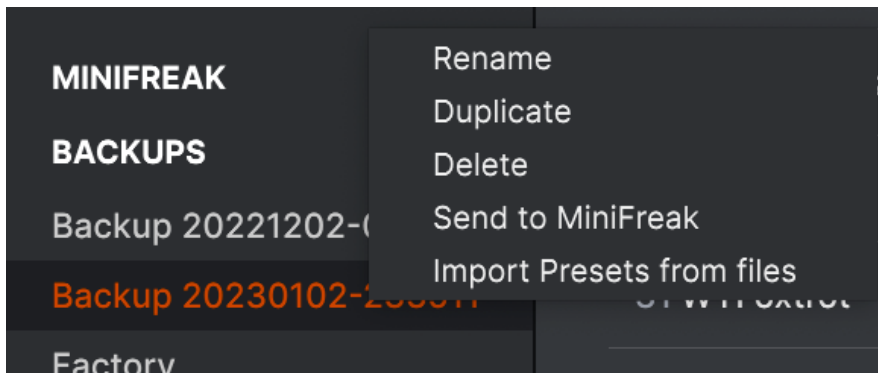 MINIFREAK
BACKUPS
Backup 20221202-
Backup 20230102-
Factory
Rename
Duplicate
Delete
Send to MiniFreak
Import Presets from files